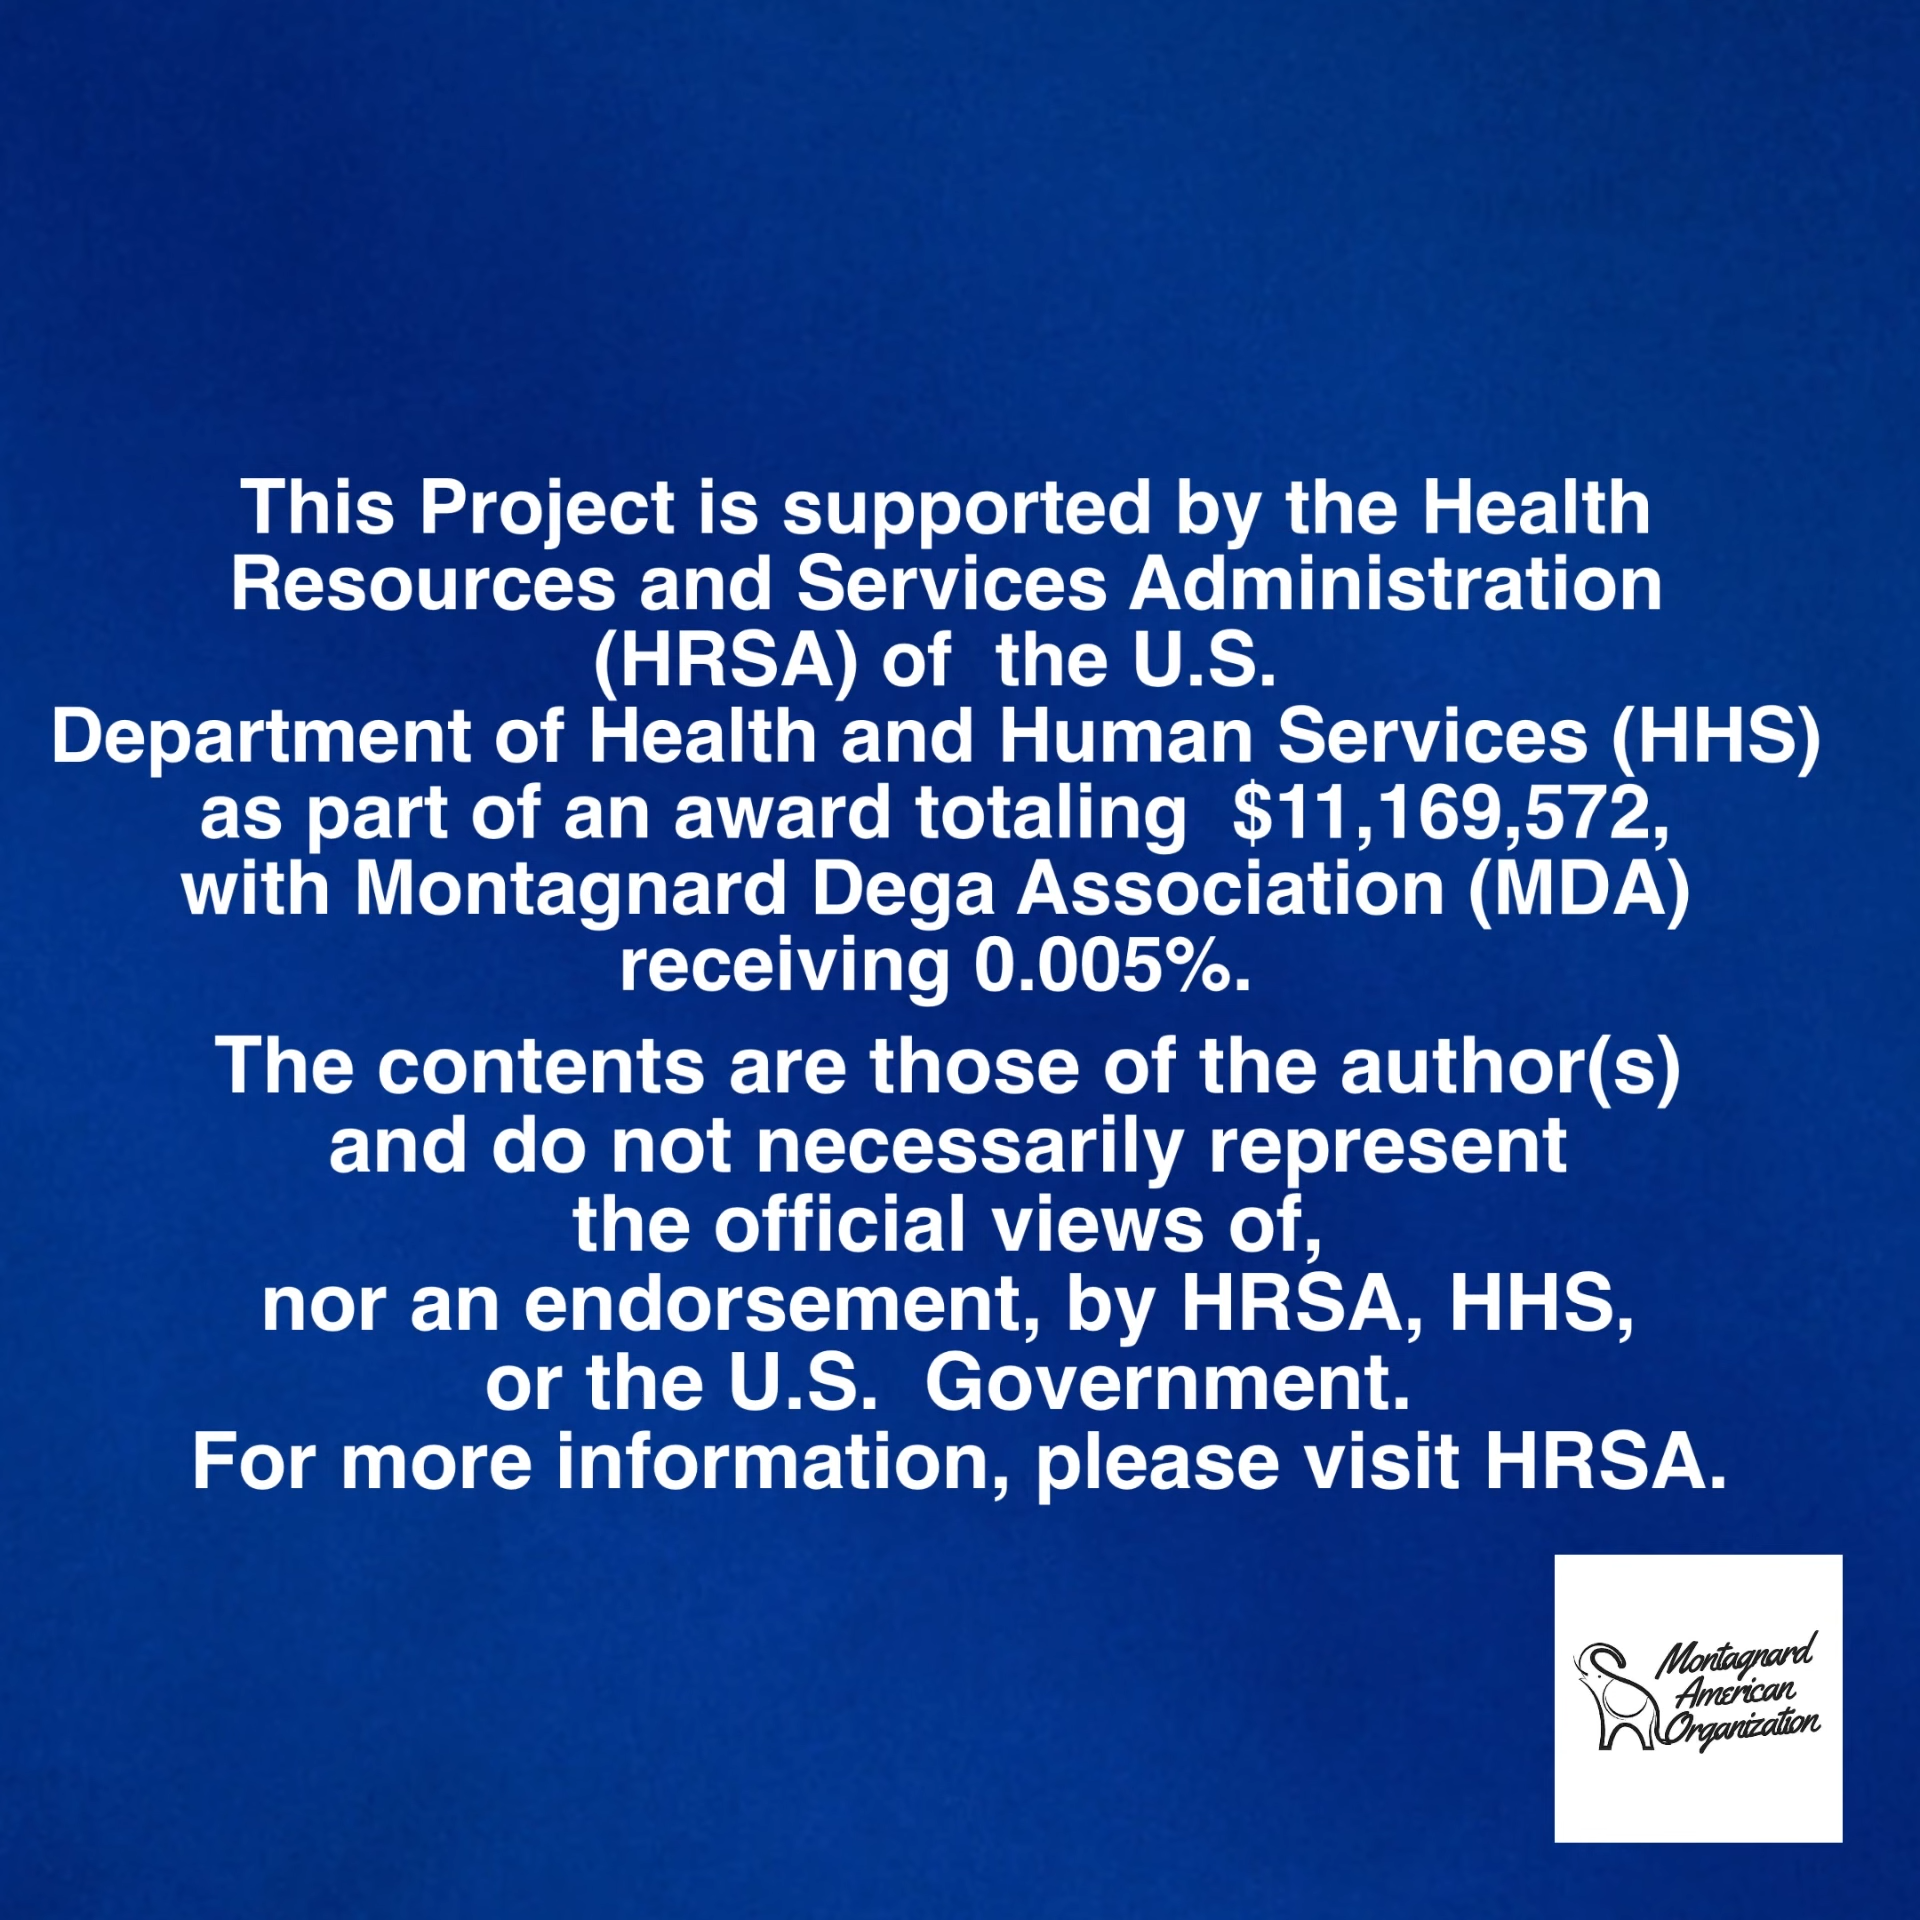 This Project is supported by the Health
Resources and Services Administration
(HRSA) of  the U.S.
Department of Health and Human Services (HHS)
as part of an award totaling  $11,169,572,
with Montagnard Dega Association (MDA)
receiving 0.005%.
The contents are those of the author(s)
and do not necessarily represent
the official views of,
nor an endorsement, by HRSA, HHS,
or the U.S.  Government.
For more information, please visit HRSA.
Montagnard
American
Organization